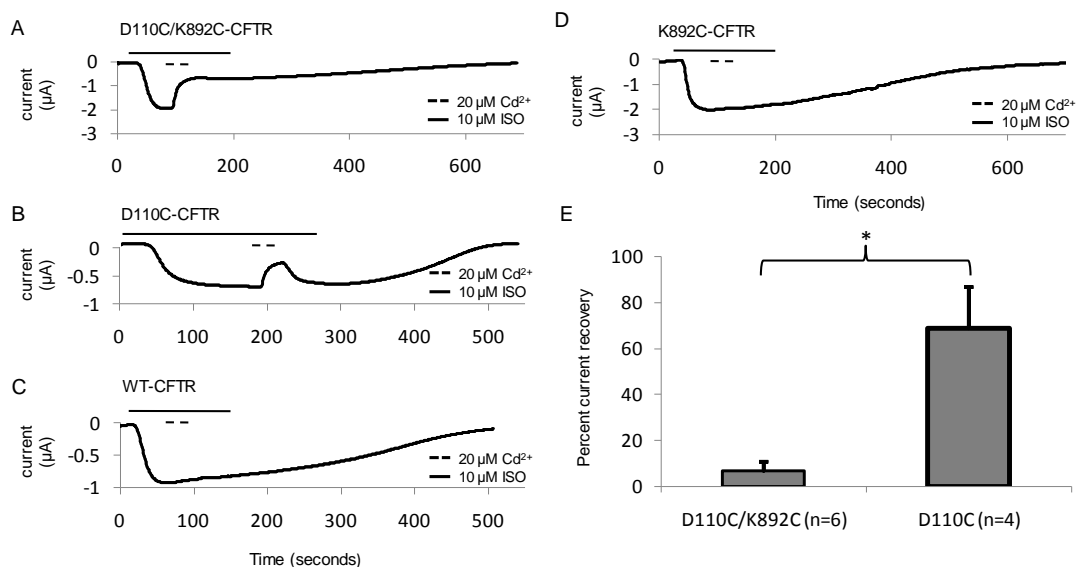 A
D110C/K892C-CFTR
current
(µA)
0
-1
-2
-3
20 µM Cd²⁺
10 µM ISO
0 200 400 600
B
D110C-CFTR
current
(µA)
0
-0.5
-1
20 µM Cd²⁺
10 µM ISO
0 100 200 300 400 500
C
WT-CFTR
current
(µA)
0
-0.5
-1
20 µM Cd²⁺
10 µM ISO
0 100 200 300 400 500
Time (seconds)
D
K892C-CFTR
current
(µA)
0
-1
-2
-3
20 µM Cd²⁺
10 µM ISO
0 200 400 600
Time (seconds)
E
*
Percent current recovery
100
80
60
40
20
0
D110C/K892C (n=6) D110C (n=4)